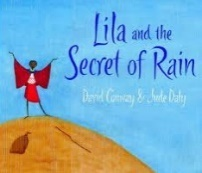 Lila and the
Secret of Rain
David Conway & Jude Daly